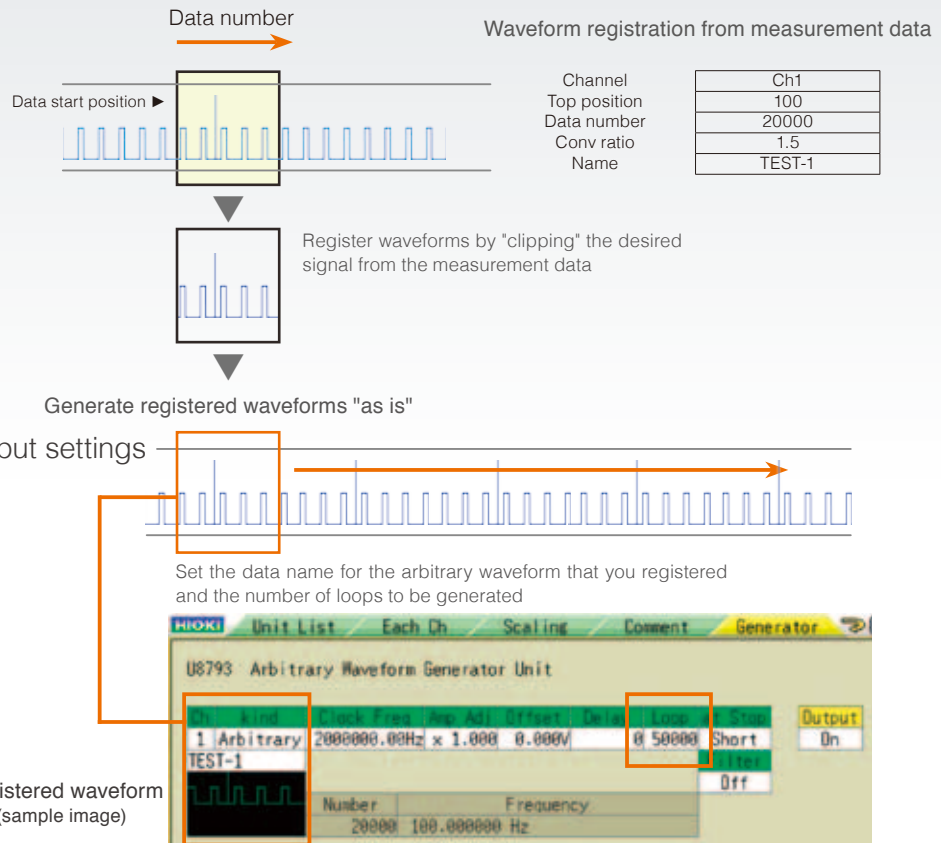 Data number
Waveform registration from measurement data
Data start position ►
Channel Ch1
Top position 100
Data number 20000
Conv ratio 1.5
Name TEST-1
Register waveforms by "clipping" the desired
signal from the measurement data
Generate registered waveforms "as is"
put settings
Set the data name for the arbitrary waveform that you registered
and the number of loops to be generated
HIOKI Unit List Each Ch Scaling Comment Generator
U8793 Arbitrary Waveform Generator Unit
Ch kind Clock Freq Amp Adj Offset Delay Loop at Stop Output
1 Arbitrary 2000000.00Hz x 1.000 0.000V 0 50000 Short On
TEST-1 Filter
Off
Number Frequency
20000 100.000000 Hz
istered waveform
(sample image)